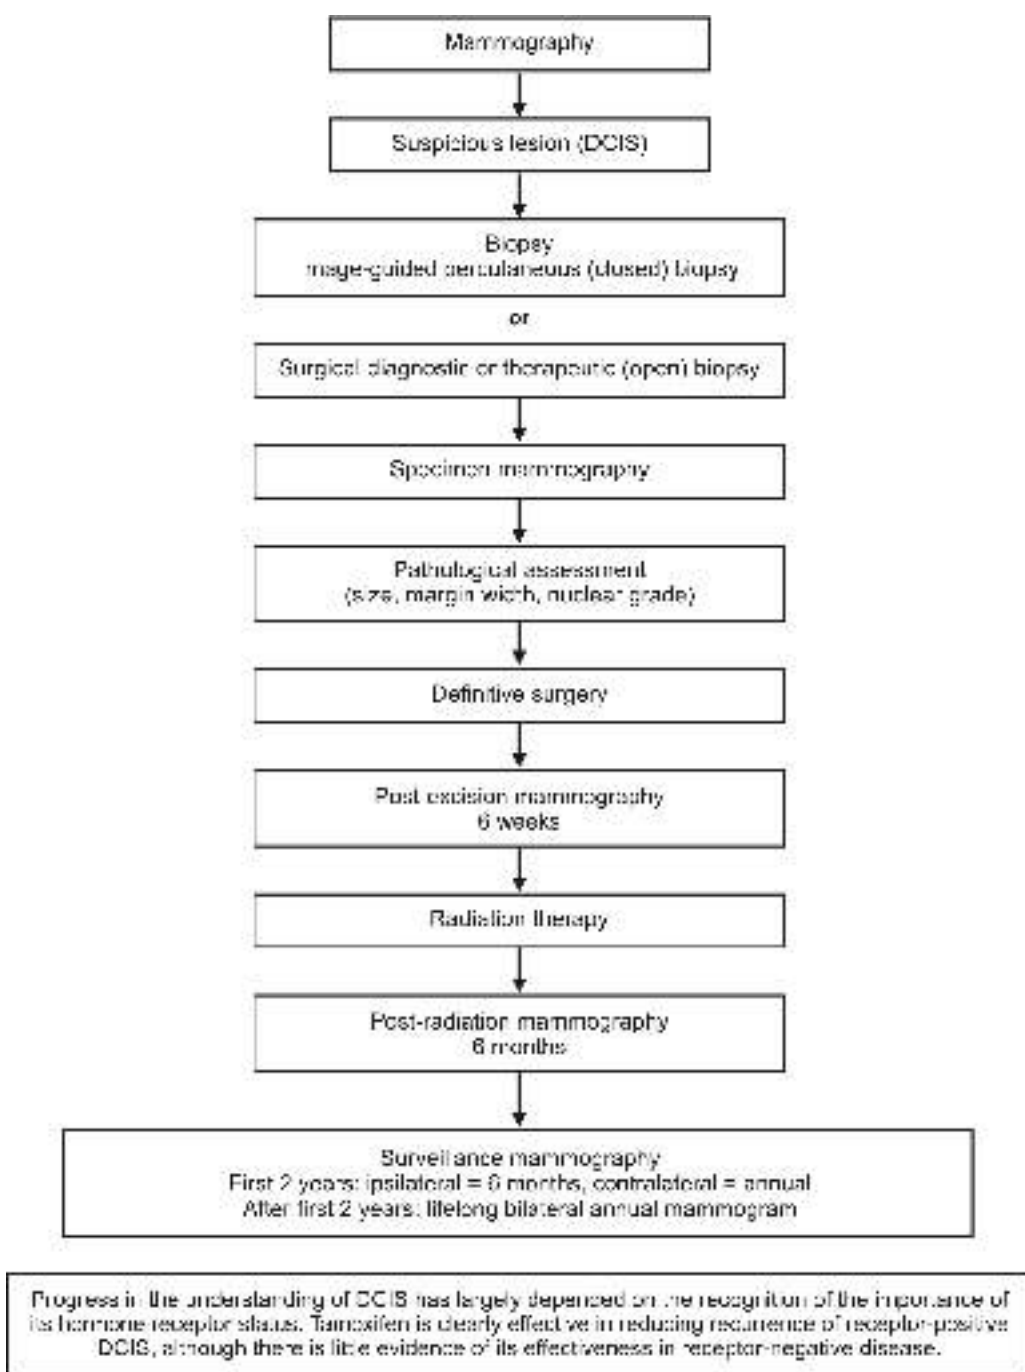 Mammography
Suspicious lesion (DCIS)
Biopsy
mage-guided percutaneous (closed) biopsy
or
Surgical diagnostic or therapeutic (open) biopsy
Specimen mammography
Pathological assessment
(size, margin width, nuclear grade)
Definitive surgery
Post excision mammography
6 weeks
Radiation therapy
Post-radiation mammography
6 months
Surveillance mammography
First 2 years: ipsilateral = 6 months, contralateral = annual
After first 2 years: lifelong bilateral annual mammogram
Progress in the understanding of DCIS has largely depended on the recognition of the importance of
its hormone receptor status. Tamoxifen is clearly effective in reducing recurrence of receptor-positive
DCIS, although there is little evidence of its effectiveness in receptor-negative disease.